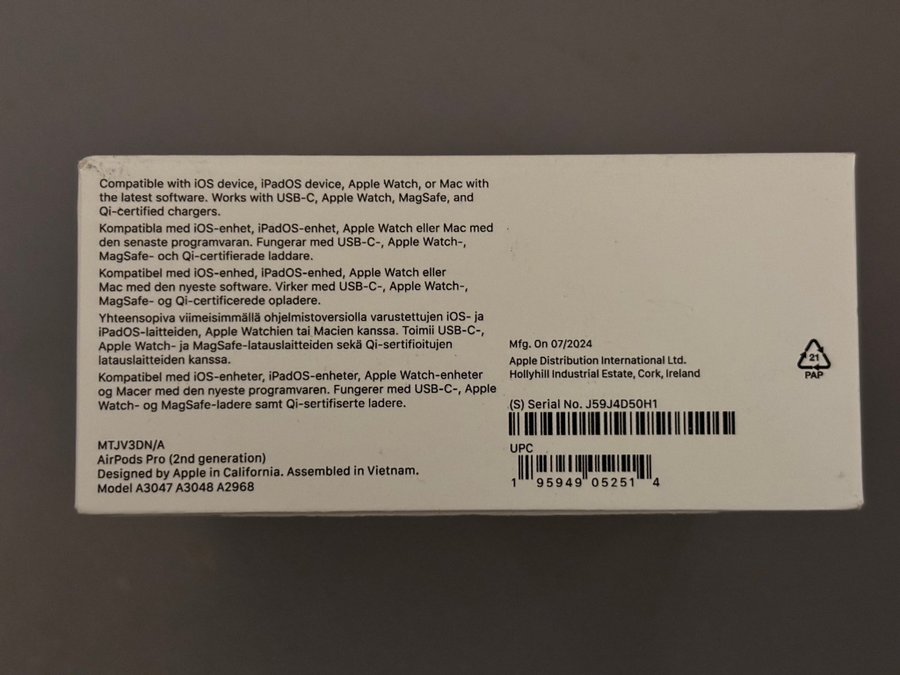 Compatible with iOS device, iPadOS device, Apple Watch, or Mac with
the latest software. Works with USB-C, Apple Watch, MagSafe, and
Qi-certified chargers.
Kompatibla med iOS-enhet, iPadOS-enhet, Apple Watch eller Mac med
den senaste programvaran. Fungerar med USB-C-, Apple Watch-,
MagSafe- och Qi-certifierade laddare.
Kompatibel med iOS-enhed, iPadOS-enhed, Apple Watch eller
Mac med den nyeste software. Virker med USB-C-, Apple Watch-,
MagSafe- og Qi-certificerede opladere.
Yhteensopiva viimeisimmällä ohjelmistoversiolla varustettujen iOS- ja
iPadOS-laitteiden, Apple Watchien tai Macien kanssa. Toimii USB-C-,
Apple Watch- ja MagSafe-latauslaitteiden sekä Qi-sertifioitujen
latauslaitteiden kanssa.
Kompatibel med iOS-enheter, iPadOS-enheter, Apple Watch-enheter
og Macer med den nyeste programvaren. Fungerer med USB-C-, Apple
Watch- og MagSafe-ladere samt Qi-sertifiserte ladere.
MTJV3DN/A
AirPods Pro (2nd generation)
Designed by Apple in California. Assembled in Vietnam.
Model A3047 A3048 A2968
Mfg. On 07/2024
Apple Distribution International Ltd.
Hollyhill Industrial Estate, Cork, Ireland
(S) Serial No. J59J4D50H1
UPC
1 95949 05251 4
21
PAP